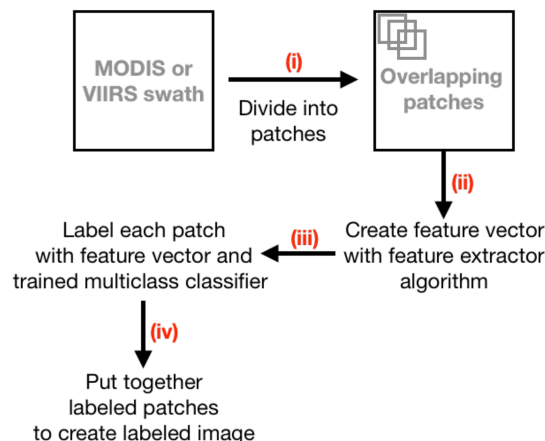 MODIS or
VIIRS swath
(i)
Divide into
patches
Overlapping
patches
(ii)
Create feature vector
with feature extractor
algorithm
(iii)
Label each patch
with feature vector and
trained multiclass classifier
(iv)
Put together
labeled patches
to create labeled image